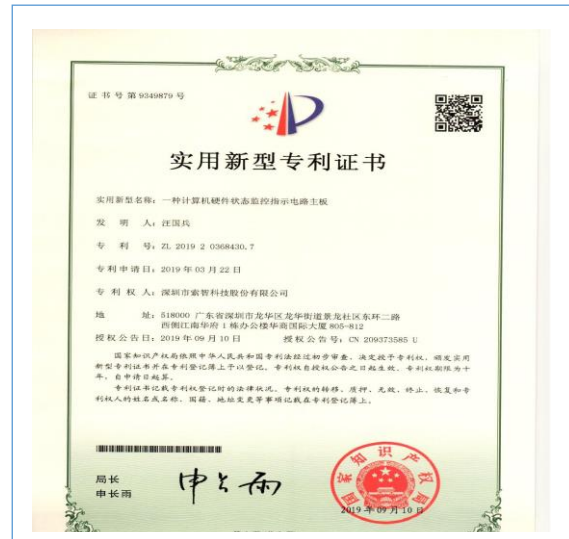 证书号第9349879号
实用新型专利证书
实用新型名称：一种计算机硬件状态监控指示电路主板
发 明 人：汪国兵
专 利 号：ZL 2019 2 0368430.7
专利申请日：2019年03月22日
专 利 权 人：深圳市索智科技股份有限公司
地 址：518000 广东省深圳市龙华区龙华街道景龙社区东环二路
西侧江南华府1栋办公楼华商国际大厦805-812
授权公告日：2019年09月10日 授权公告号：CN 209373585 U
国家知识产权局依照中华人民共和国专利法经过初步审查，决定授予专利权，颁发实用
新型专利证书并在专利登记簿上予以登记。专利权自授权公告之日起生效。专利权期限为十
年，自申请日起算。
专利证书记载专利权登记时的法律状况。专利权的转移、质押、无效、终止、恢复和专
利权人的姓名或名称、国籍、地址变更等事项记载在专利登记簿上。
局长
申长雨
申长雨
国家知识产权局
2019年09月10日